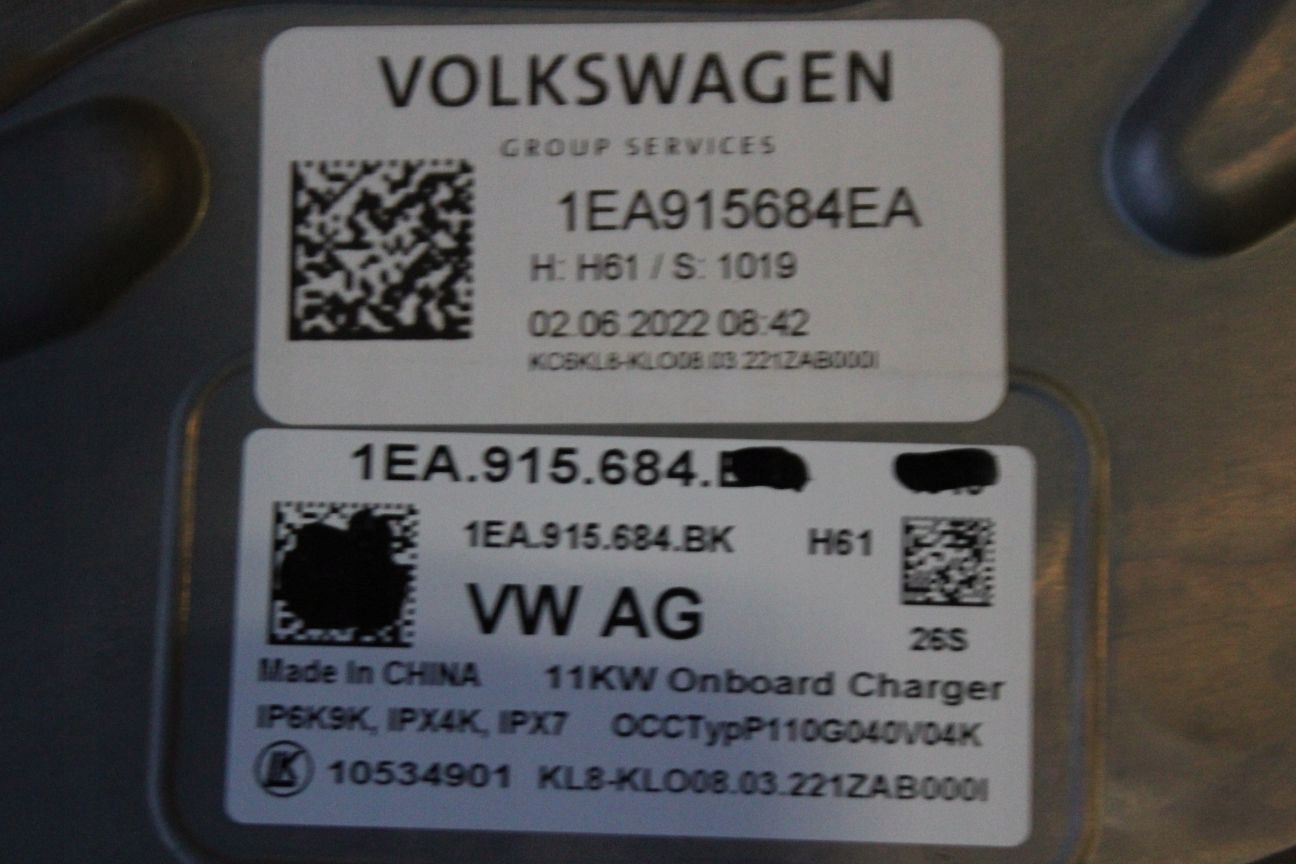 VOLKSWAGEN
GROUP SERVICES
1EA915684EA
H: H61 / S: 1019
02.06.2022 08:42
KC6KL8-KLO08.03.221ZAB000I
1EA.915.684.
1EA.915.684.BK H61
VW AG
26S
Made In CHINA 11KW Onboard Charger
IP6K9K, IPX4K, IPX7 OCCTypP110G040V04K
10534901 KL8-KLO08.03.221ZAB000I